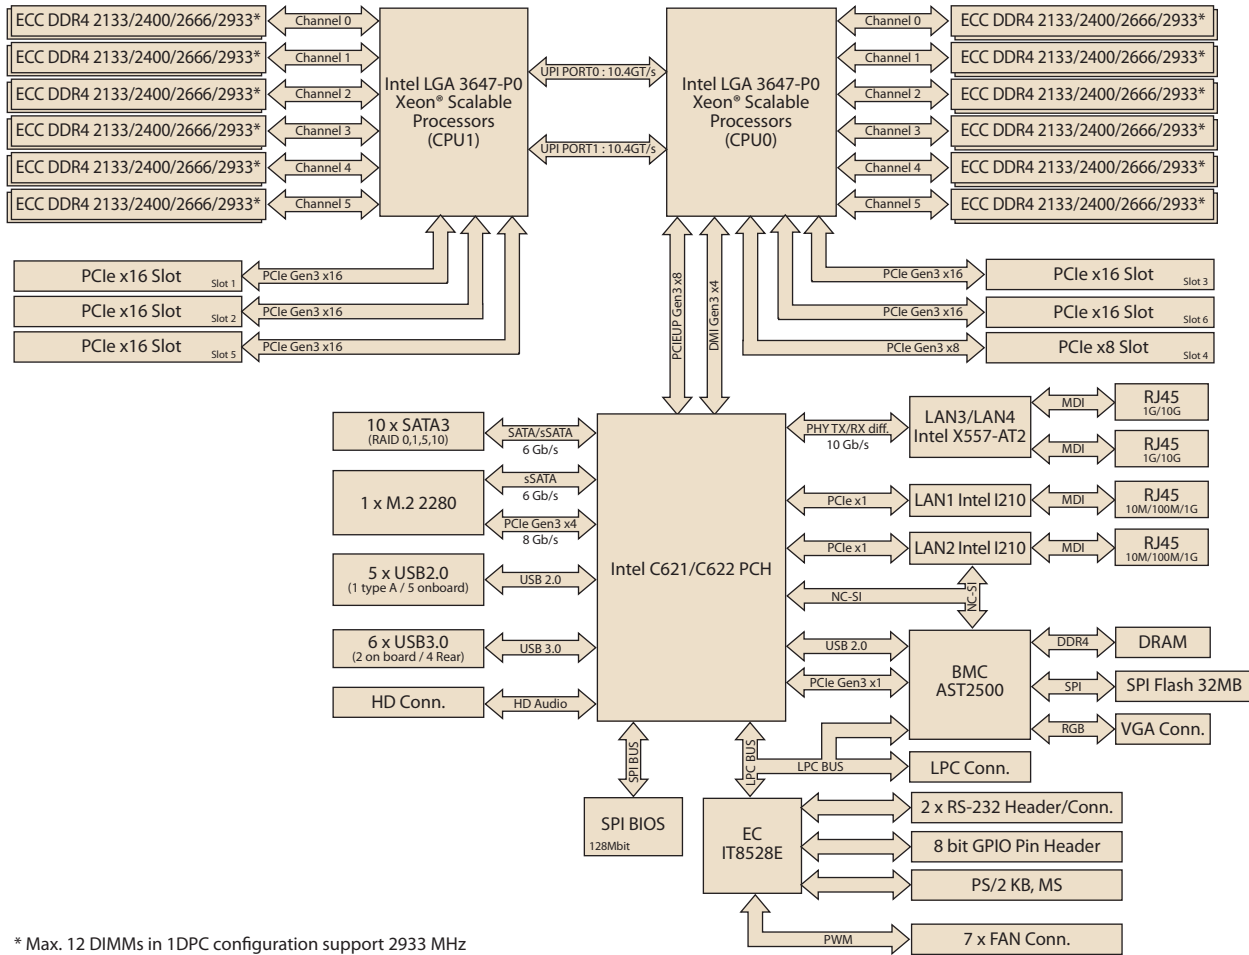 ECC DDR4 2133/2400/2666/2933*
Channel 0
ECC DDR4 2133/2400/2666/2933*
Channel 1
ECC DDR4 2133/2400/2666/2933*
Channel 2
ECC DDR4 2133/2400/2666/2933*
Channel 3
ECC DDR4 2133/2400/2666/2933*
Channel 4
ECC DDR4 2133/2400/2666/2933*
Channel 5
Intel LGA 3647-P0
Xeon® Scalable
Processors
(CPU1)
UPI PORT0 : 10.4GT/s
UPI PORT1 : 10.4GT/s
Intel LGA 3647-P0
Xeon® Scalable
Processors
(CPU0)
Channel 0
ECC DDR4 2133/2400/2666/2933*
Channel 1
ECC DDR4 2133/2400/2666/2933*
Channel 2
ECC DDR4 2133/2400/2666/2933*
Channel 3
ECC DDR4 2133/2400/2666/2933*
Channel 4
ECC DDR4 2133/2400/2666/2933*
Channel 5
ECC DDR4 2133/2400/2666/2933*
PCIe x16 Slot
Slot 1
PCIe Gen3 x16
PCIe x16 Slot
Slot 2
PCIe Gen3 x16
PCIe x16 Slot
Slot 5
PCIe Gen3 x16
PCIEUP Gen3 x8
DMI Gen3 x4
PCIe Gen3 x16
PCIe x16 Slot
Slot 3
PCIe Gen3 x16
PCIe x16 Slot
Slot 6
PCIe Gen3 x8
PCIe x8 Slot
Slot 4
10 x SATA3
(RAID 0,1,5,10)
SATA/sSATA
6 Gb/s
1 x M.2 2280
sSATA
6 Gb/s
PCIe Gen3 x4
8 Gb/s
5 x USB2.0
(1 type A / 5 onboard)
USB 2.0
6 x USB3.0
(2 on board / 4 Rear)
USB 3.0
HD Conn.
HD Audio
Intel C621/C622 PCH
PHY TX/RX diff.
10 Gb/s
LAN3/LAN4
Intel X557-AT2
MDI
RJ45
1G/10G
MDI
RJ45
1G/10G
PCIe x1
LAN1 Intel I210
MDI
RJ45
10M/100M/1G
PCIe x1
LAN2 Intel I210
MDI
RJ45
10M/100M/1G
NC-SI
NC-SI
USB 2.0
PCIe Gen3 x1
BMC
AST2500
DDR4
DRAM
SPI
SPI Flash 32MB
RGB
VGA Conn.
SPI BUS
LPC BUS
LPC BUS
LPC Conn.
SPI BIOS
128Mbit
EC
IT8528E
2 x RS-232 Header/Conn.
8 bit GPIO Pin Header
PS/2 KB, MS
PWM
7 x FAN Conn.
* Max. 12 DIMMs in 1DPC configuration support 2933 MHz